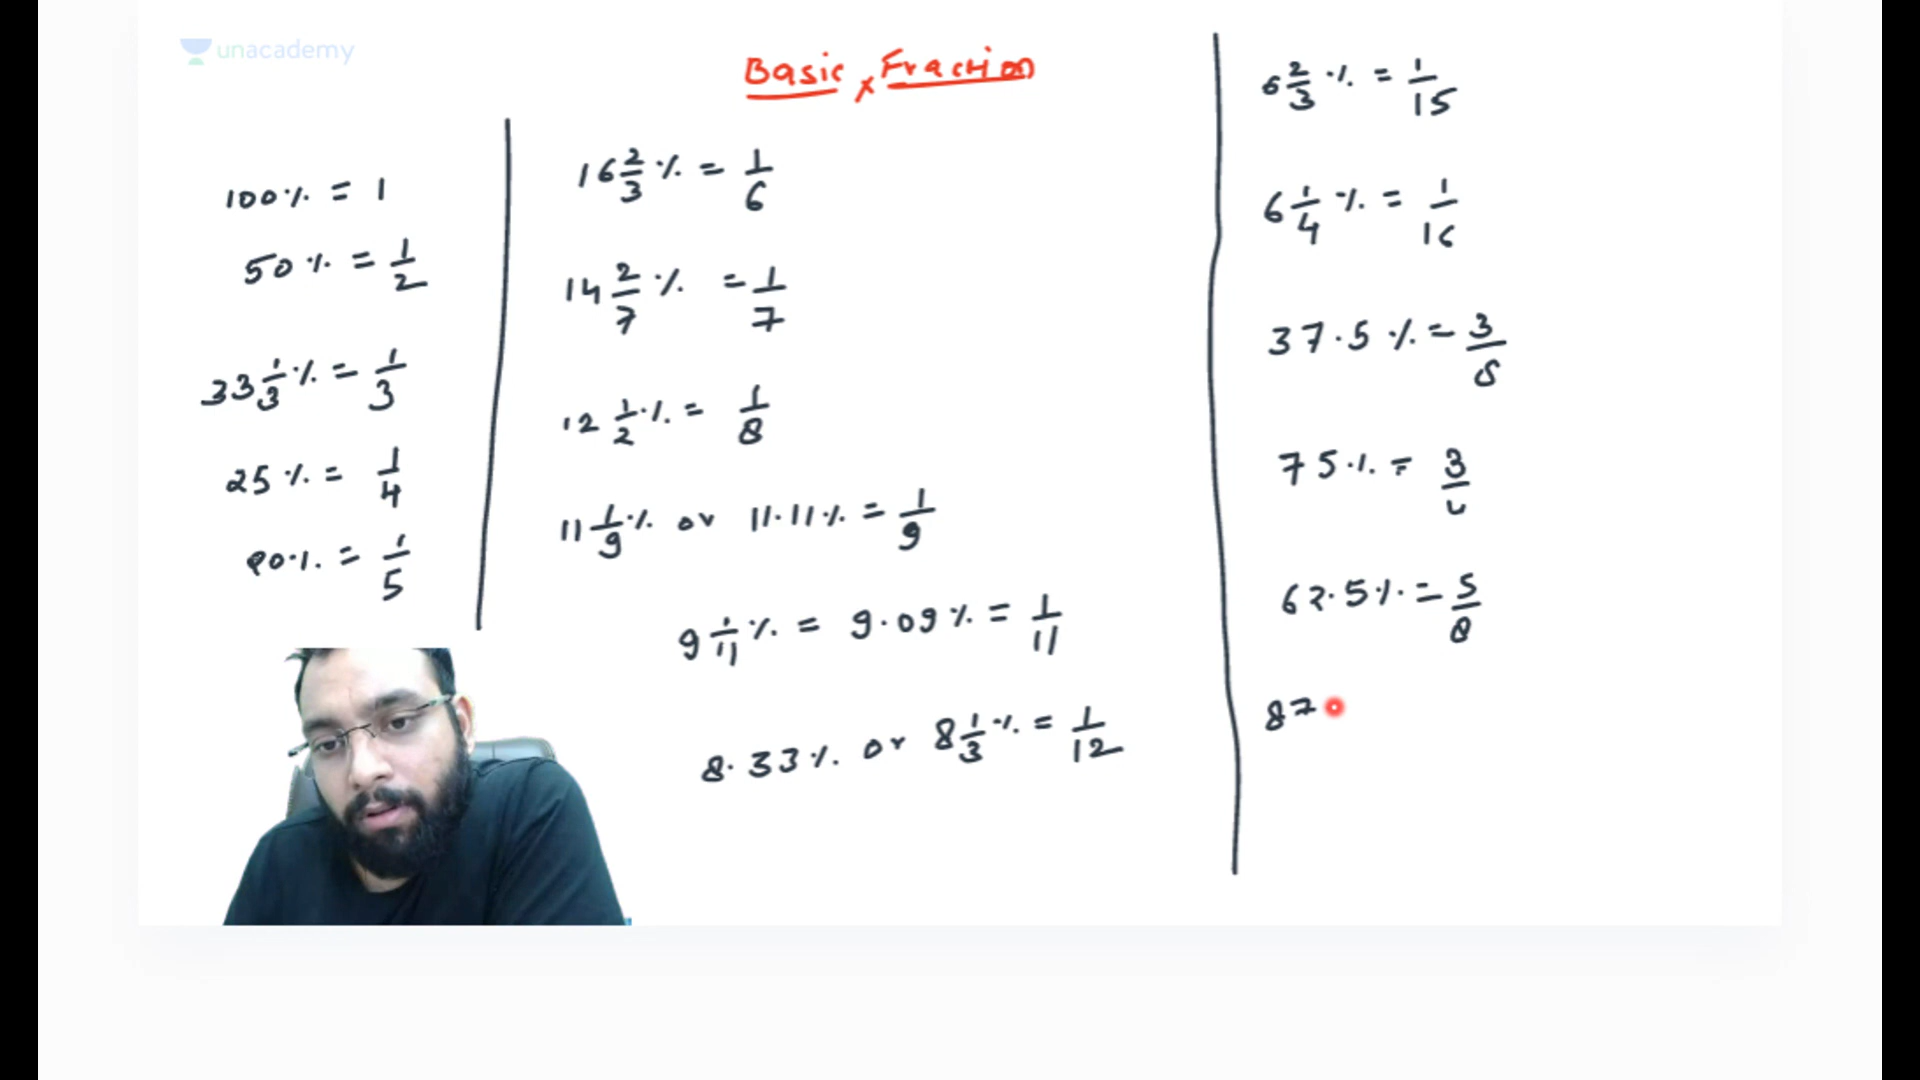 unacademy
Basic Fraction
100% = 1
50% = 1/2
33 1/3% = 1/3
25% = 1/4
20% = 1/5
16 2/3% = 1/6
14 2/7% = 1/7
12 1/2% = 1/8
11 1/9% or 11.11% = 1/9
9 1/11% = 9.09% = 1/11
8.33% or 8 1/3% = 1/12
6 2/3% = 1/15
6 1/4% = 1/16
37.5% = 3/8
75% = 3/4
62.5% = 5/8
87